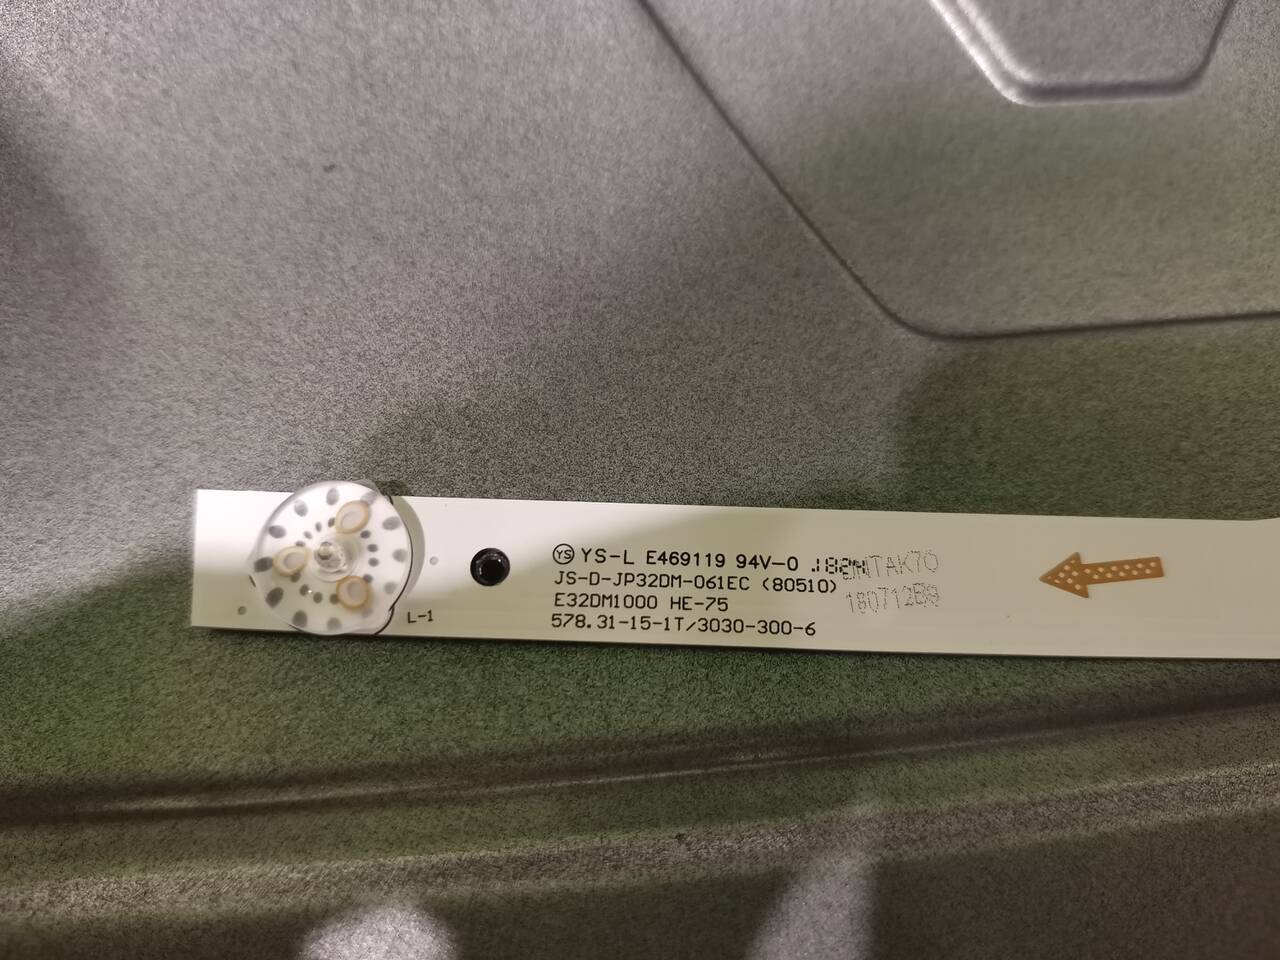 YS YS-L E469119 94V-0
JS-D-JP32DM-061EC (80510)
E32DM1000 HE-75
578.31-15-1T/3030-300-6
L-1